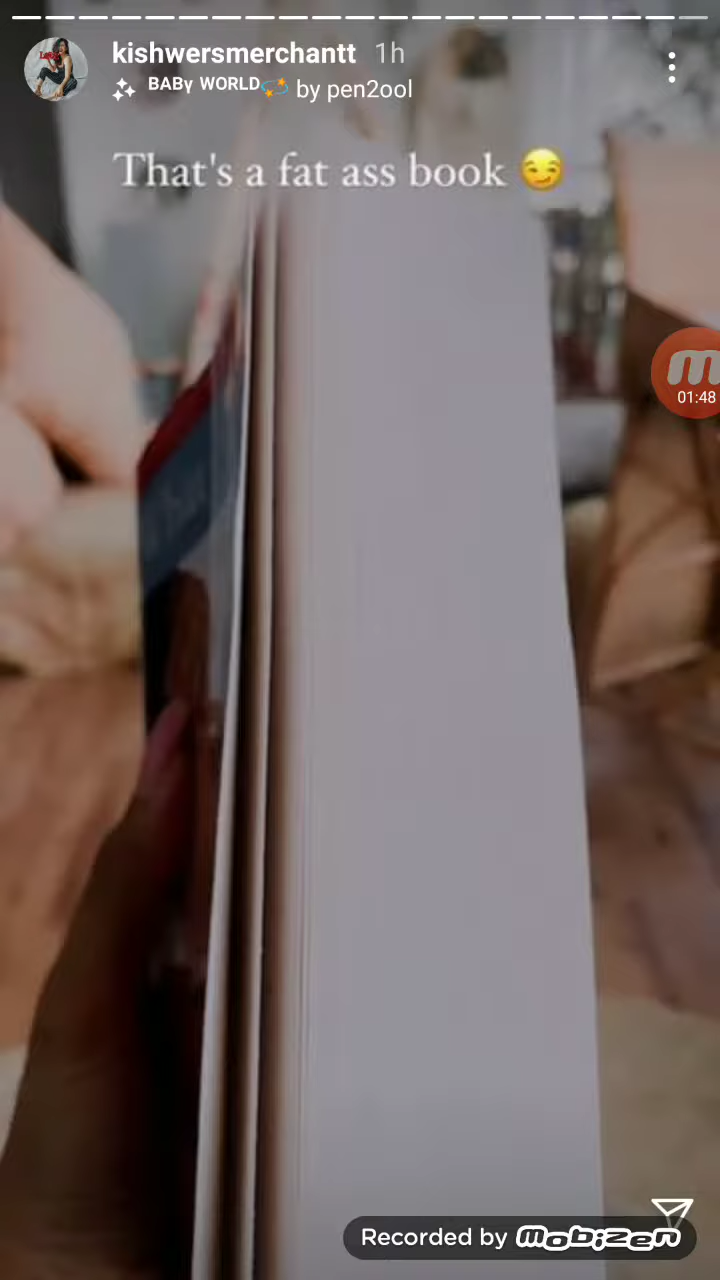 kishwersmerchantt 1h
BABY WORLD💫 by pen2ool
That's a fat ass book 😏
01:48
Recorded by mobizen